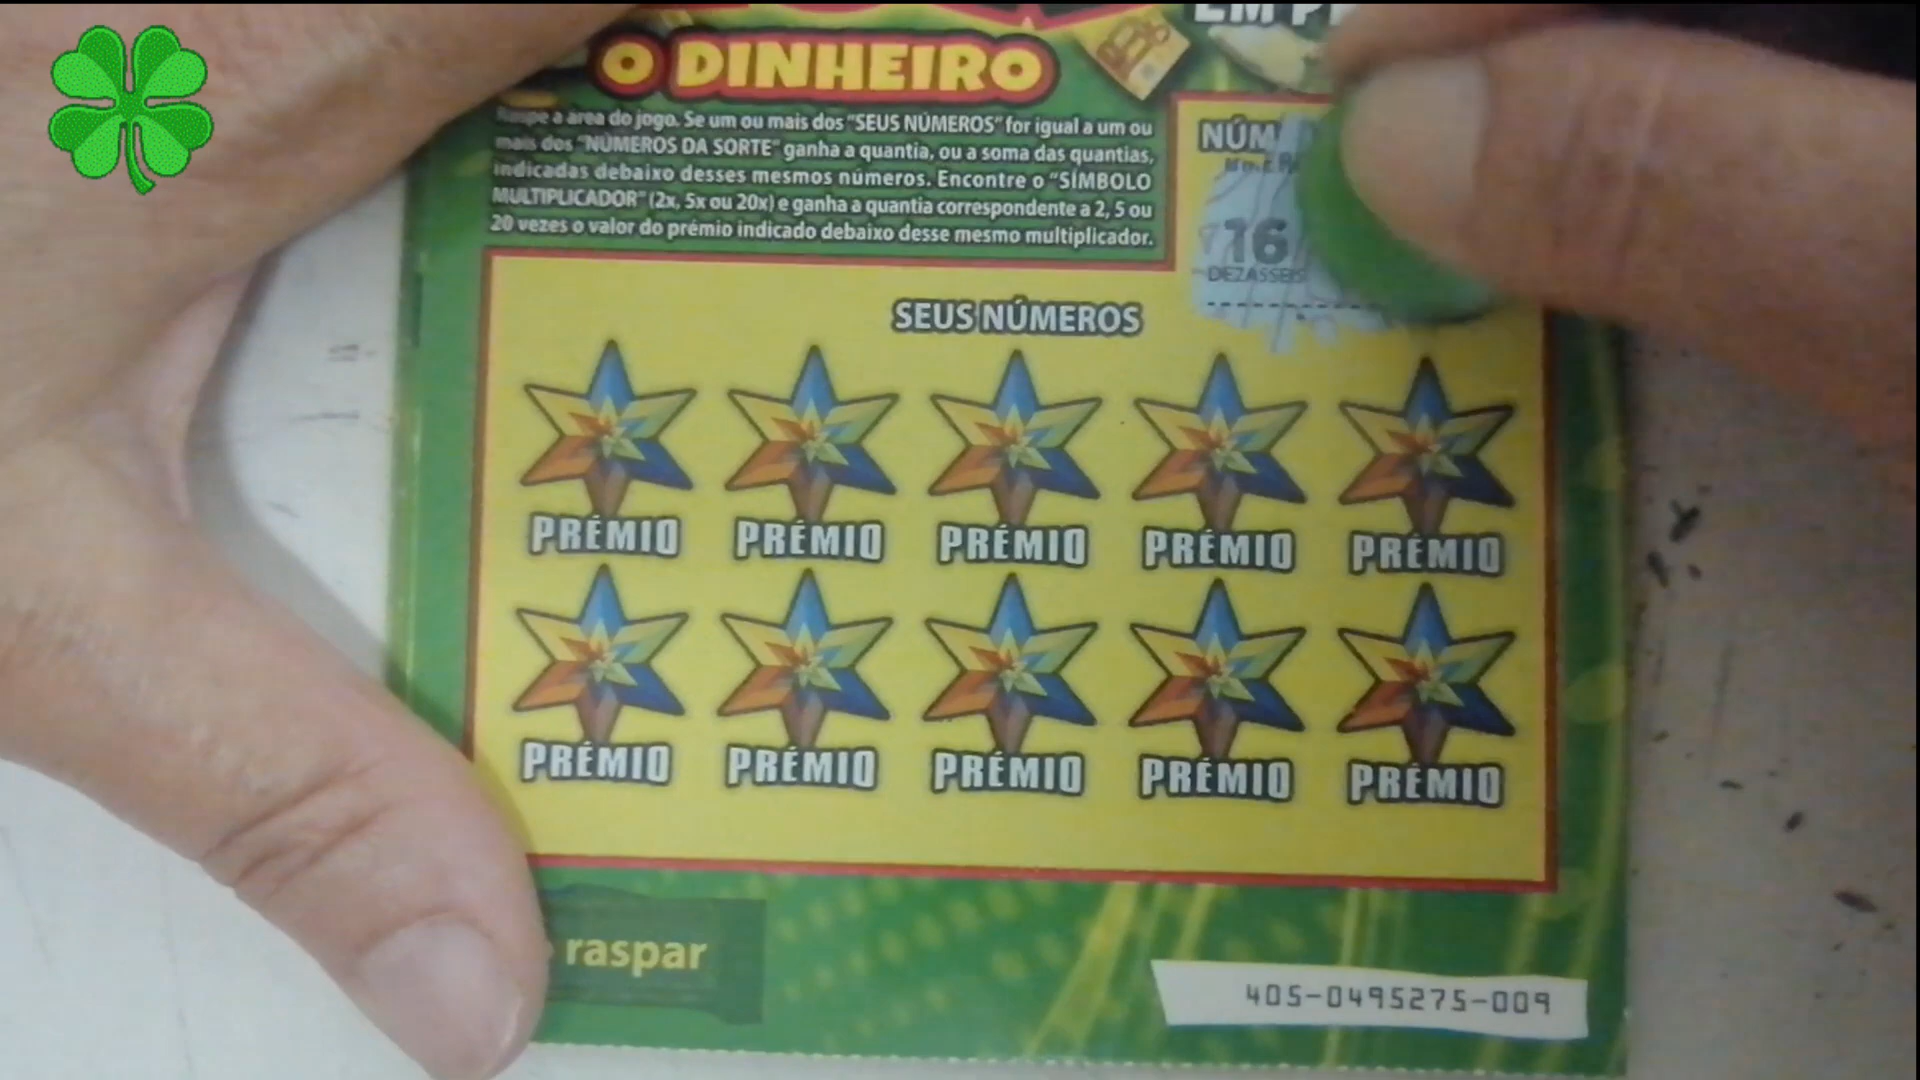 EM P
O DINHEIRO
Raspe a área do jogo. Se um ou mais dos "SEUS NÚMEROS" for igual a um ou
mais dos "NÚMEROS DA SORTE" ganha a quantia, ou a soma das quantias,
indicadas debaixo desses mesmos números. Encontre o "SÍMBOLO
MULTIPLICADOR" (2x, 5x ou 20x) e ganha a quantia correspondente a 2, 5 ou
20 vezes o valor do prémio indicado debaixo desse mesmo multiplicador.
NÚM
16
DEZASSEIS
SEUS NÚMEROS
PRÉMIO PRÉMIO PRÉMIO PRÉMIO PRÉMIO
PRÉMIO PRÉMIO PRÉMIO PRÉMIO PRÉMIO
raspar
405-0495275-009